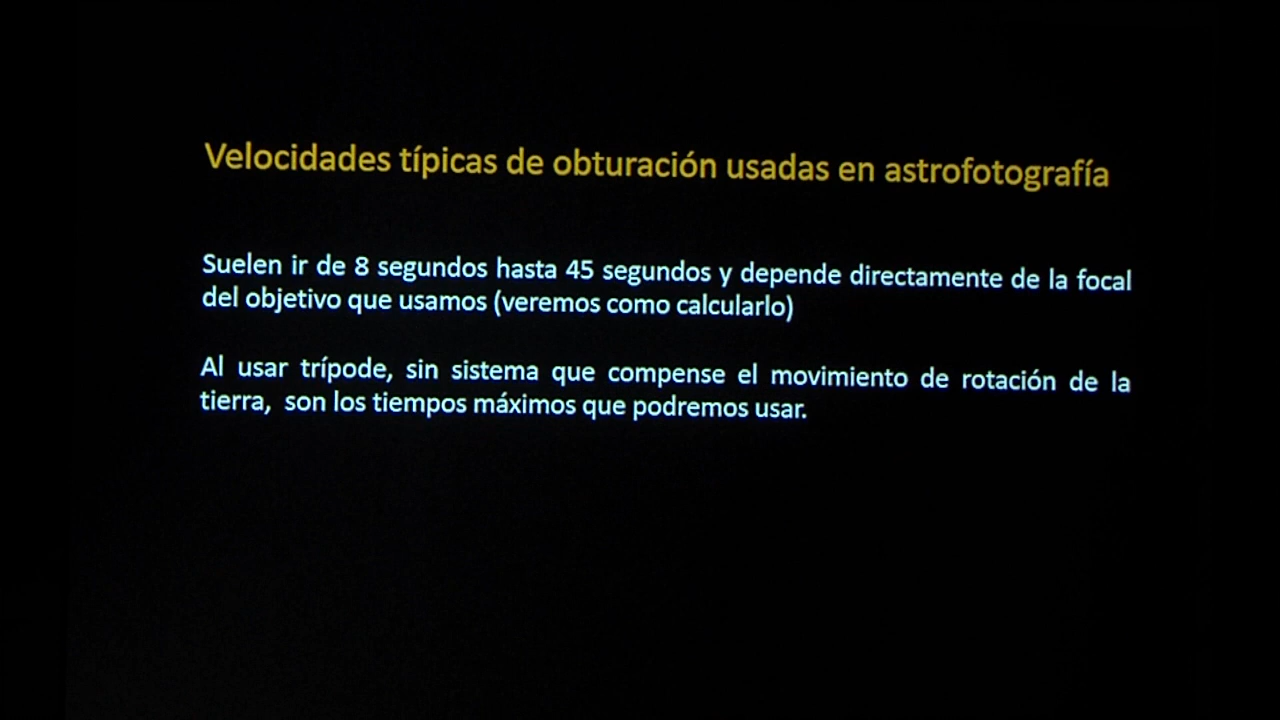 Velocidades típicas de obturación usadas en astrofotografía
Suelen ir de 8 segundos hasta 45 segundos y depende directamente de la focal
del objetivo que usamos (veremos como calcularlo)
Al usar trípode, sin sistema que compense el movimiento de rotación de la
tierra, son los tiempos máximos que podremos usar.